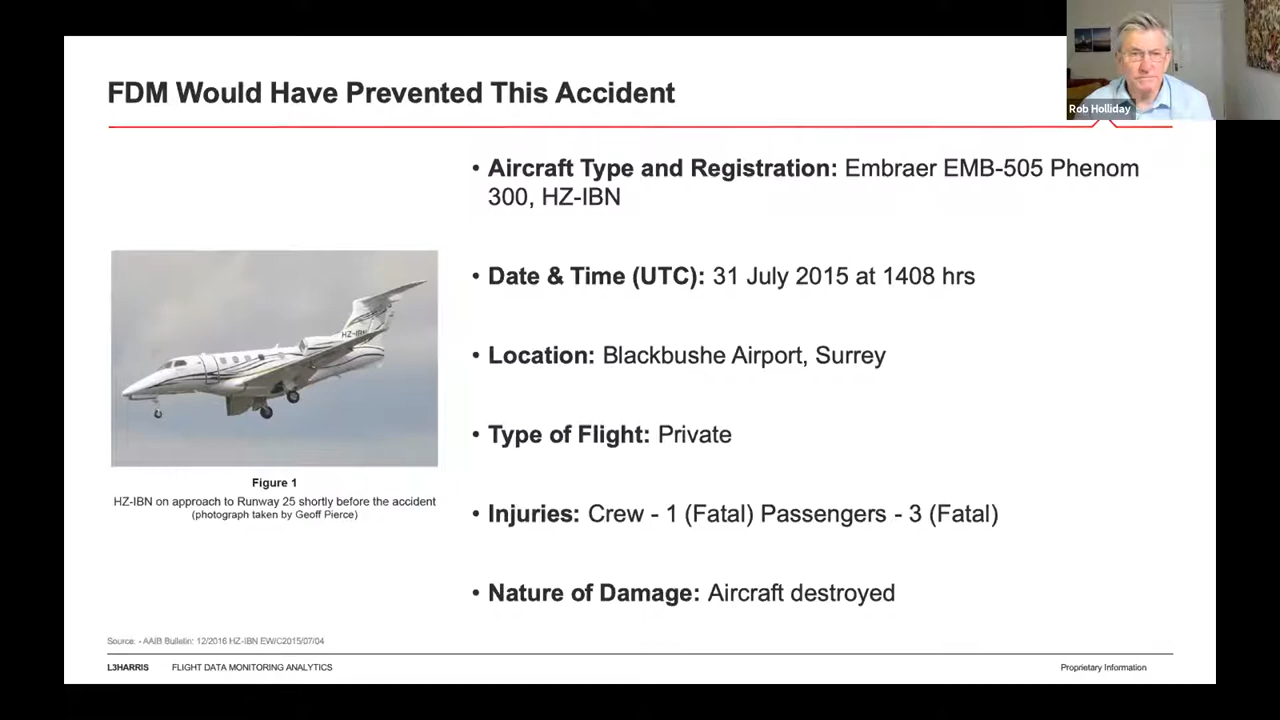 FDM Would Have Prevented This Accident
Rob Holliday
• Aircraft Type and Registration: Embraer EMB-505 Phenom
300, HZ-IBN
• Date & Time (UTC): 31 July 2015 at 1408 hrs
• Location: Blackbushe Airport, Surrey
• Type of Flight: Private
• Injuries: Crew - 1 (Fatal) Passengers - 3 (Fatal)
• Nature of Damage: Aircraft destroyed
HZ-IBN
Figure 1
HZ-IBN on approach to Runway 25 shortly before the accident
(photograph taken by Geoff Pierce)
Source: - AAIB Bulletin: 12/2016 HZ-IBN EW/C2015/07/04
L3HARRIS FLIGHT DATA MONITORING ANALYTICS
Proprietary Information